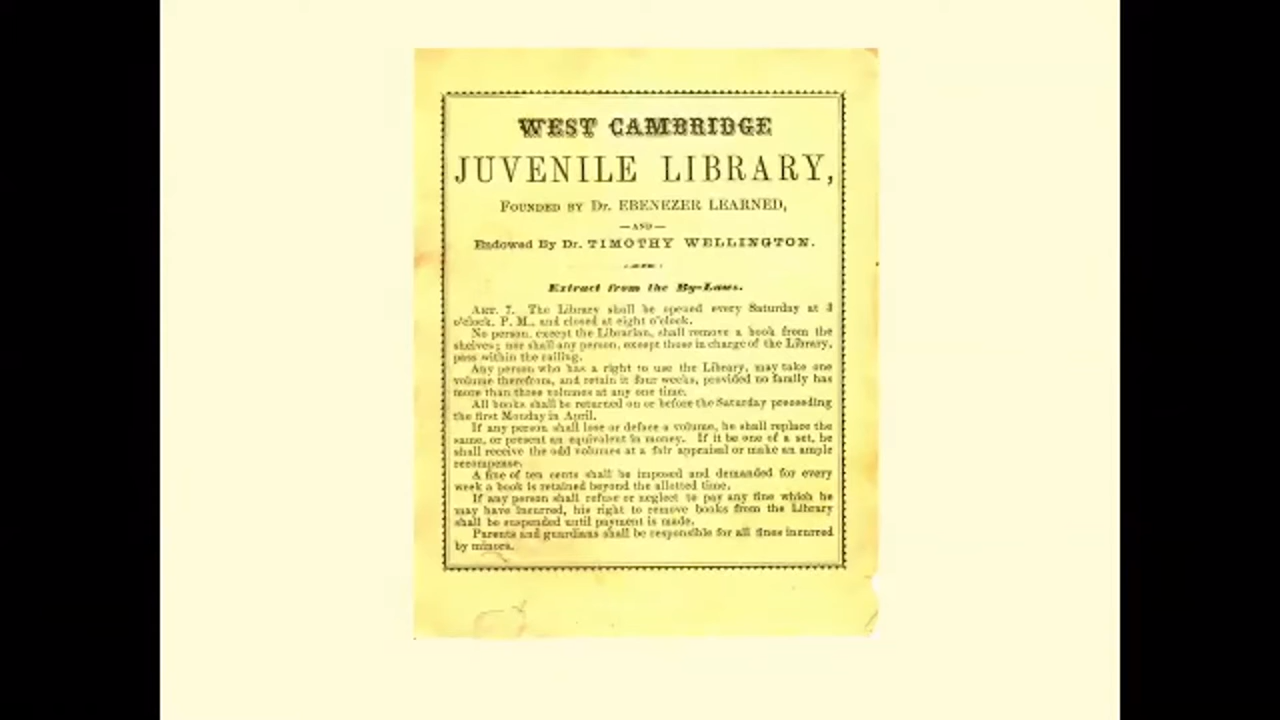 WEST CAMBRIDGE
JUVENILE LIBRARY,
FOUNDED BY Dr. EBENEZER LEARNED,
—AND—
Endowed By Dr. TIMOTHY WELLINGTON.
Extract from the By-Laws.
ART. 7. The Library shall be opened every Saturday at 3
o'clock, P. M., and closed at eight o'clock.
No person, except the Librarian, shall remove a book from the
shelves; nor shall any person, except those in charge of the Library,
pass within the railing.
Any person who has a right to use the Library, may take one
volume therefrom, and retain it four weeks, provided no family has
more than three volumes at any one time.
All books shall be returned on or before the Saturday preceeding
the first Monday in April.
If any person shall lose or deface a volume, he shall replace the
same, or present an equivalent in money. If it be one of a set, he
shall receive the odd volumes at a fair appraisal or make an ample
recompense.
A fine of ten cents shall be imposed and demanded for every
week a book is retained beyond the allotted time.
If any person shall refuse or neglect to pay any fine which he
may have incurred, his right to remove books from the Library
shall be suspended until payment is made.
Parents and guardians shall be responsible for all fines incurred
by minors.